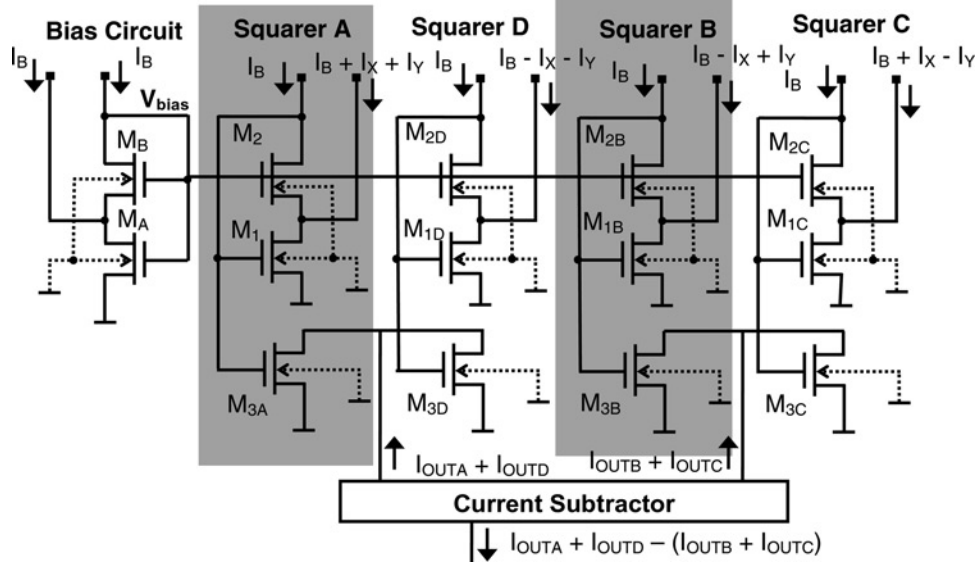 Bias Circuit
Squarer A
Squarer D
Squarer B
Squarer C
I_B
I_B
I_B
I_B + I_X + I_Y
I_B
I_B - I_X - I_Y
I_B
I_B - I_X + I_Y
I_B
I_B + I_X - I_Y
V_bias
M_B
M_2
M_2D
M_2B
M_2C
M_A
M_1
M_1D
M_1B
M_1C
M_3A
M_3D
M_3B
M_3C
I_OUTA + I_OUTD
I_OUTB + I_OUTC
Current Subtractor
I_OUTA + I_OUTD – (I_OUTB + I_OUTC)